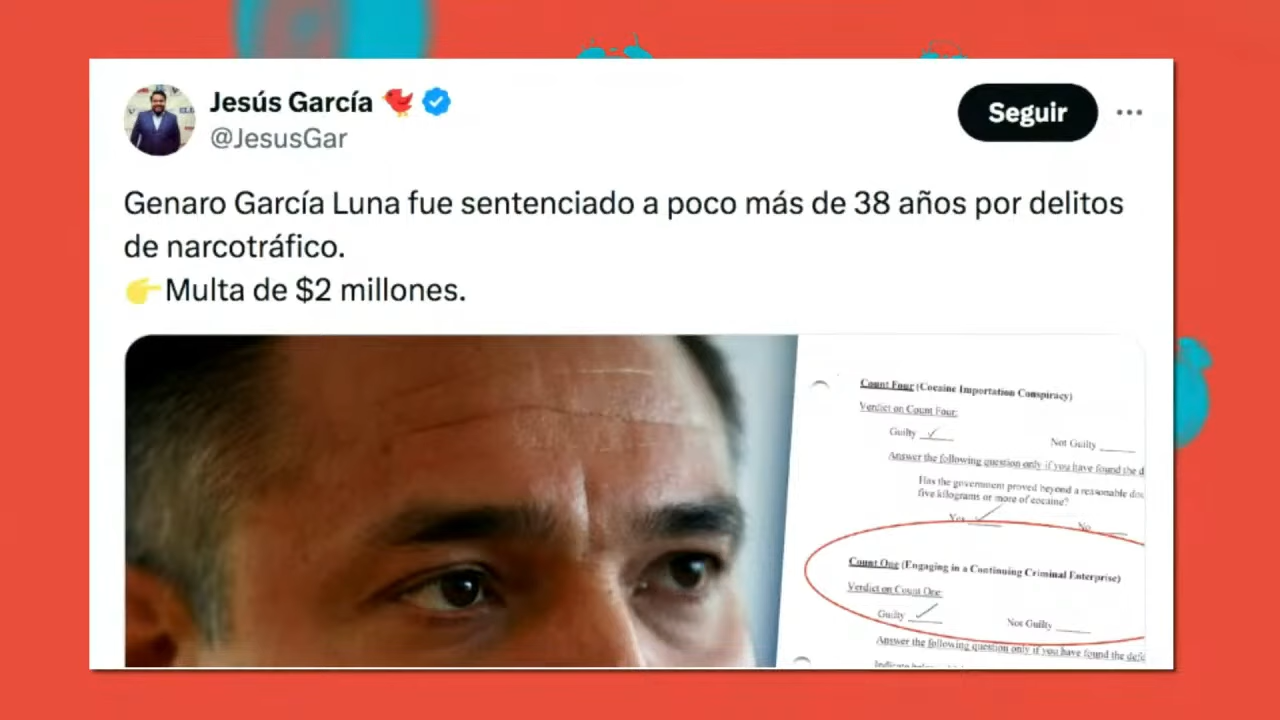 Jesús García
@JesusGar
Seguir
Genaro García Luna fue sentenciado a poco más de 38 años por delitos
de narcotráfico.
Multa de $2 millones.
Count Four (Cocaine Importation Conspiracy)
Verdict on Count Four:
Guilty
Not Guilty
Answer the following question only if you have found the
Has the government proved beyond a reasonable
five kilograms or more of cocaine?
Yes No
Count One (Engaging in a Continuing Criminal Enterprise)
Verdict on Count One:
Guilty
Not Guilty
Answer the following question only if you have found the